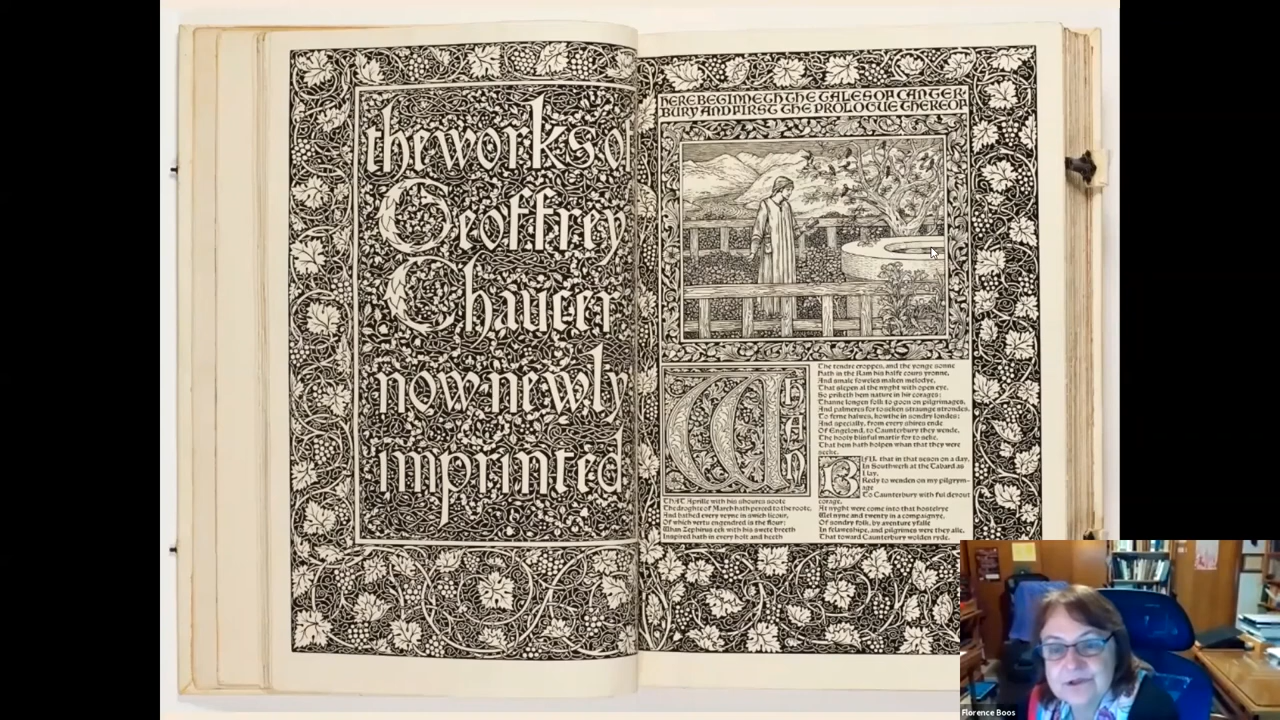 the works of
Geoffrey
Chaucer
now newly
imprinted
HERE BEGINNETH THE TALES OF CANTER-
BURY AND FIRST THE PROLOGUE THEREOF
WHAN
THAT Aprille with his shoures soote
The droghte of March hath perced to the roote,
And bathed every veyne in swich licour,
Of which vertu engendred is the flour;
Whan Zephirus eek with his swete breeth
Inspired hath in every holt and heeth
The tendre croppes, and the yonge sonne
Hath in the Ram his halfe cours yronne,
And smale foweles maken melodye,
That slepen al the nyght with open eye,
So priketh hem nature in hir corages;
Thanne longen folk to goon on pilgrimages,
And palmeres for to seken straunge strondes,
To ferne halwes, kowthe in sondry londes;
And specially, from every shires ende
Of Engelond, to Caunterbury they wende,
The hooly blisful martir for to seke,
That hem hath holpen whan that they were
seeke.
BIFIL that in that seson on a day,
In Southwerk at the Tabard as
I lay,
Redy to wenden on my pilgrym-
age
To Caunterbury with ful devout
corage,
At nyght were come into that hostelrye
Wel nyne and twenty in a compaignye,
Of sondry folk, by aventure yfalle
In felaweshipe, and pilgrimes were they alle,
That toward Caunterbury wolden ryde.
Florence Boos